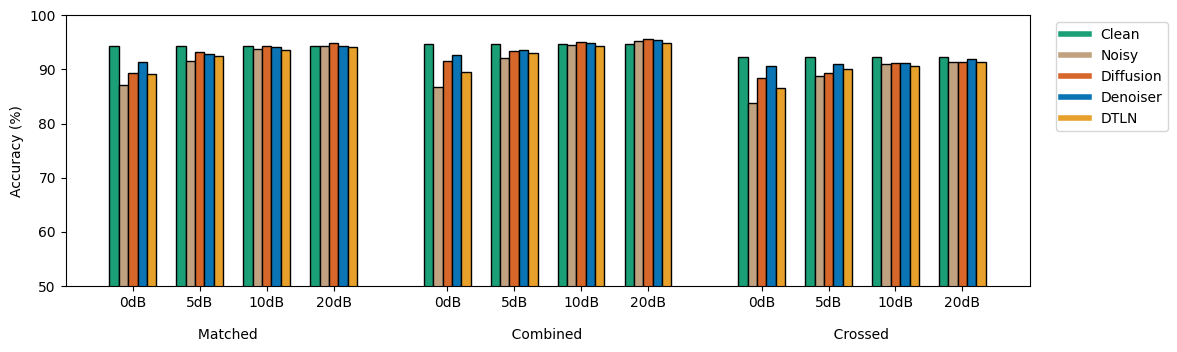 100
90
80
70
60
50
Accuracy (%)
0dB 5dB 10dB 20dB 0dB 5dB 10dB 20dB 0dB 5dB 10dB 20dB
Matched Combined Crossed
Clean
Noisy
Diffusion
Denoiser
DTLN